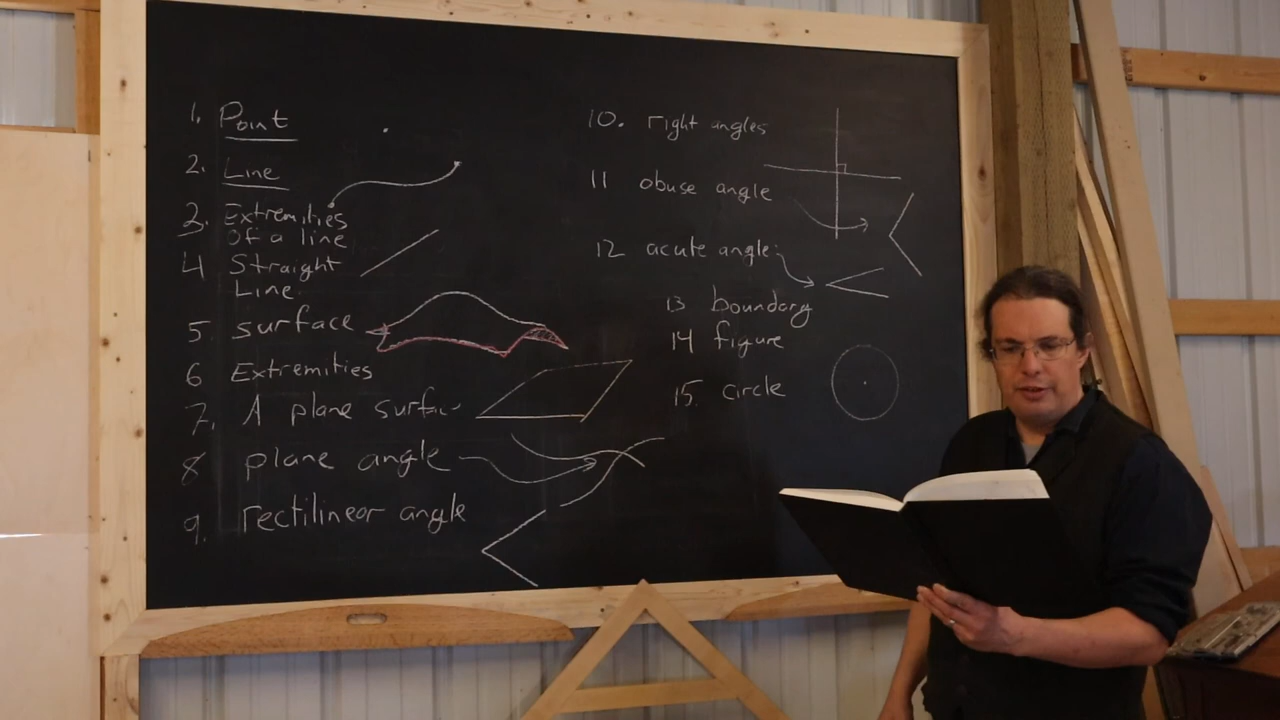 1. Point
2. Line
3. Extremities
of a line
4 Straight
Line.
5. surface
6 Extremities
7. A plane surfac
8 plane angle
9. rectilinear angle
10. right angles
11 obuse angle
12 acute angle
13 boundary
14 figure
15. circle